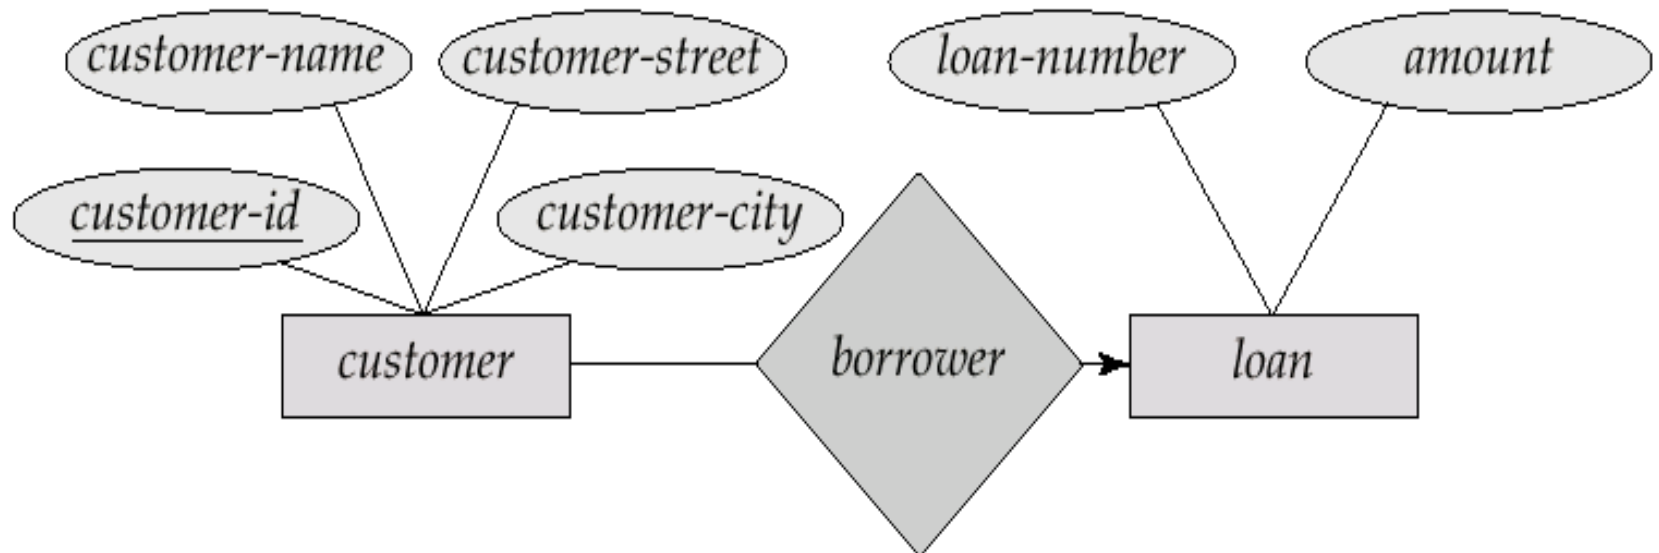 customer-name
customer-street
loan-number
amount
customer-id
customer-city
customer
borrower
loan